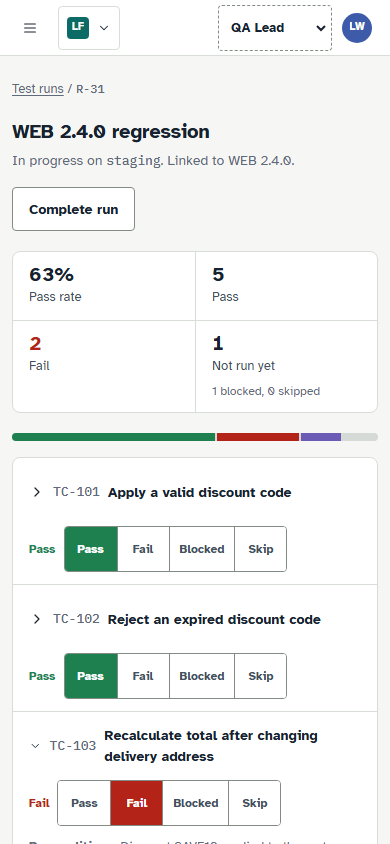 LF
QA Lead
LW
Test runs / R-31
WEB 2.4.0 regression
In progress on staging. Linked to WEB 2.4.0.
Complete run
63%
Pass rate
5
Pass
2
Fail
1
Not run yet
1 blocked, 0 skipped
TC-101 Apply a valid discount code
Pass Pass Fail Blocked Skip
TC-102 Reject an expired discount code
Pass Pass Fail Blocked Skip
TC-103 Recalculate total after changing
delivery address
Fail Pass Fail Blocked Skip